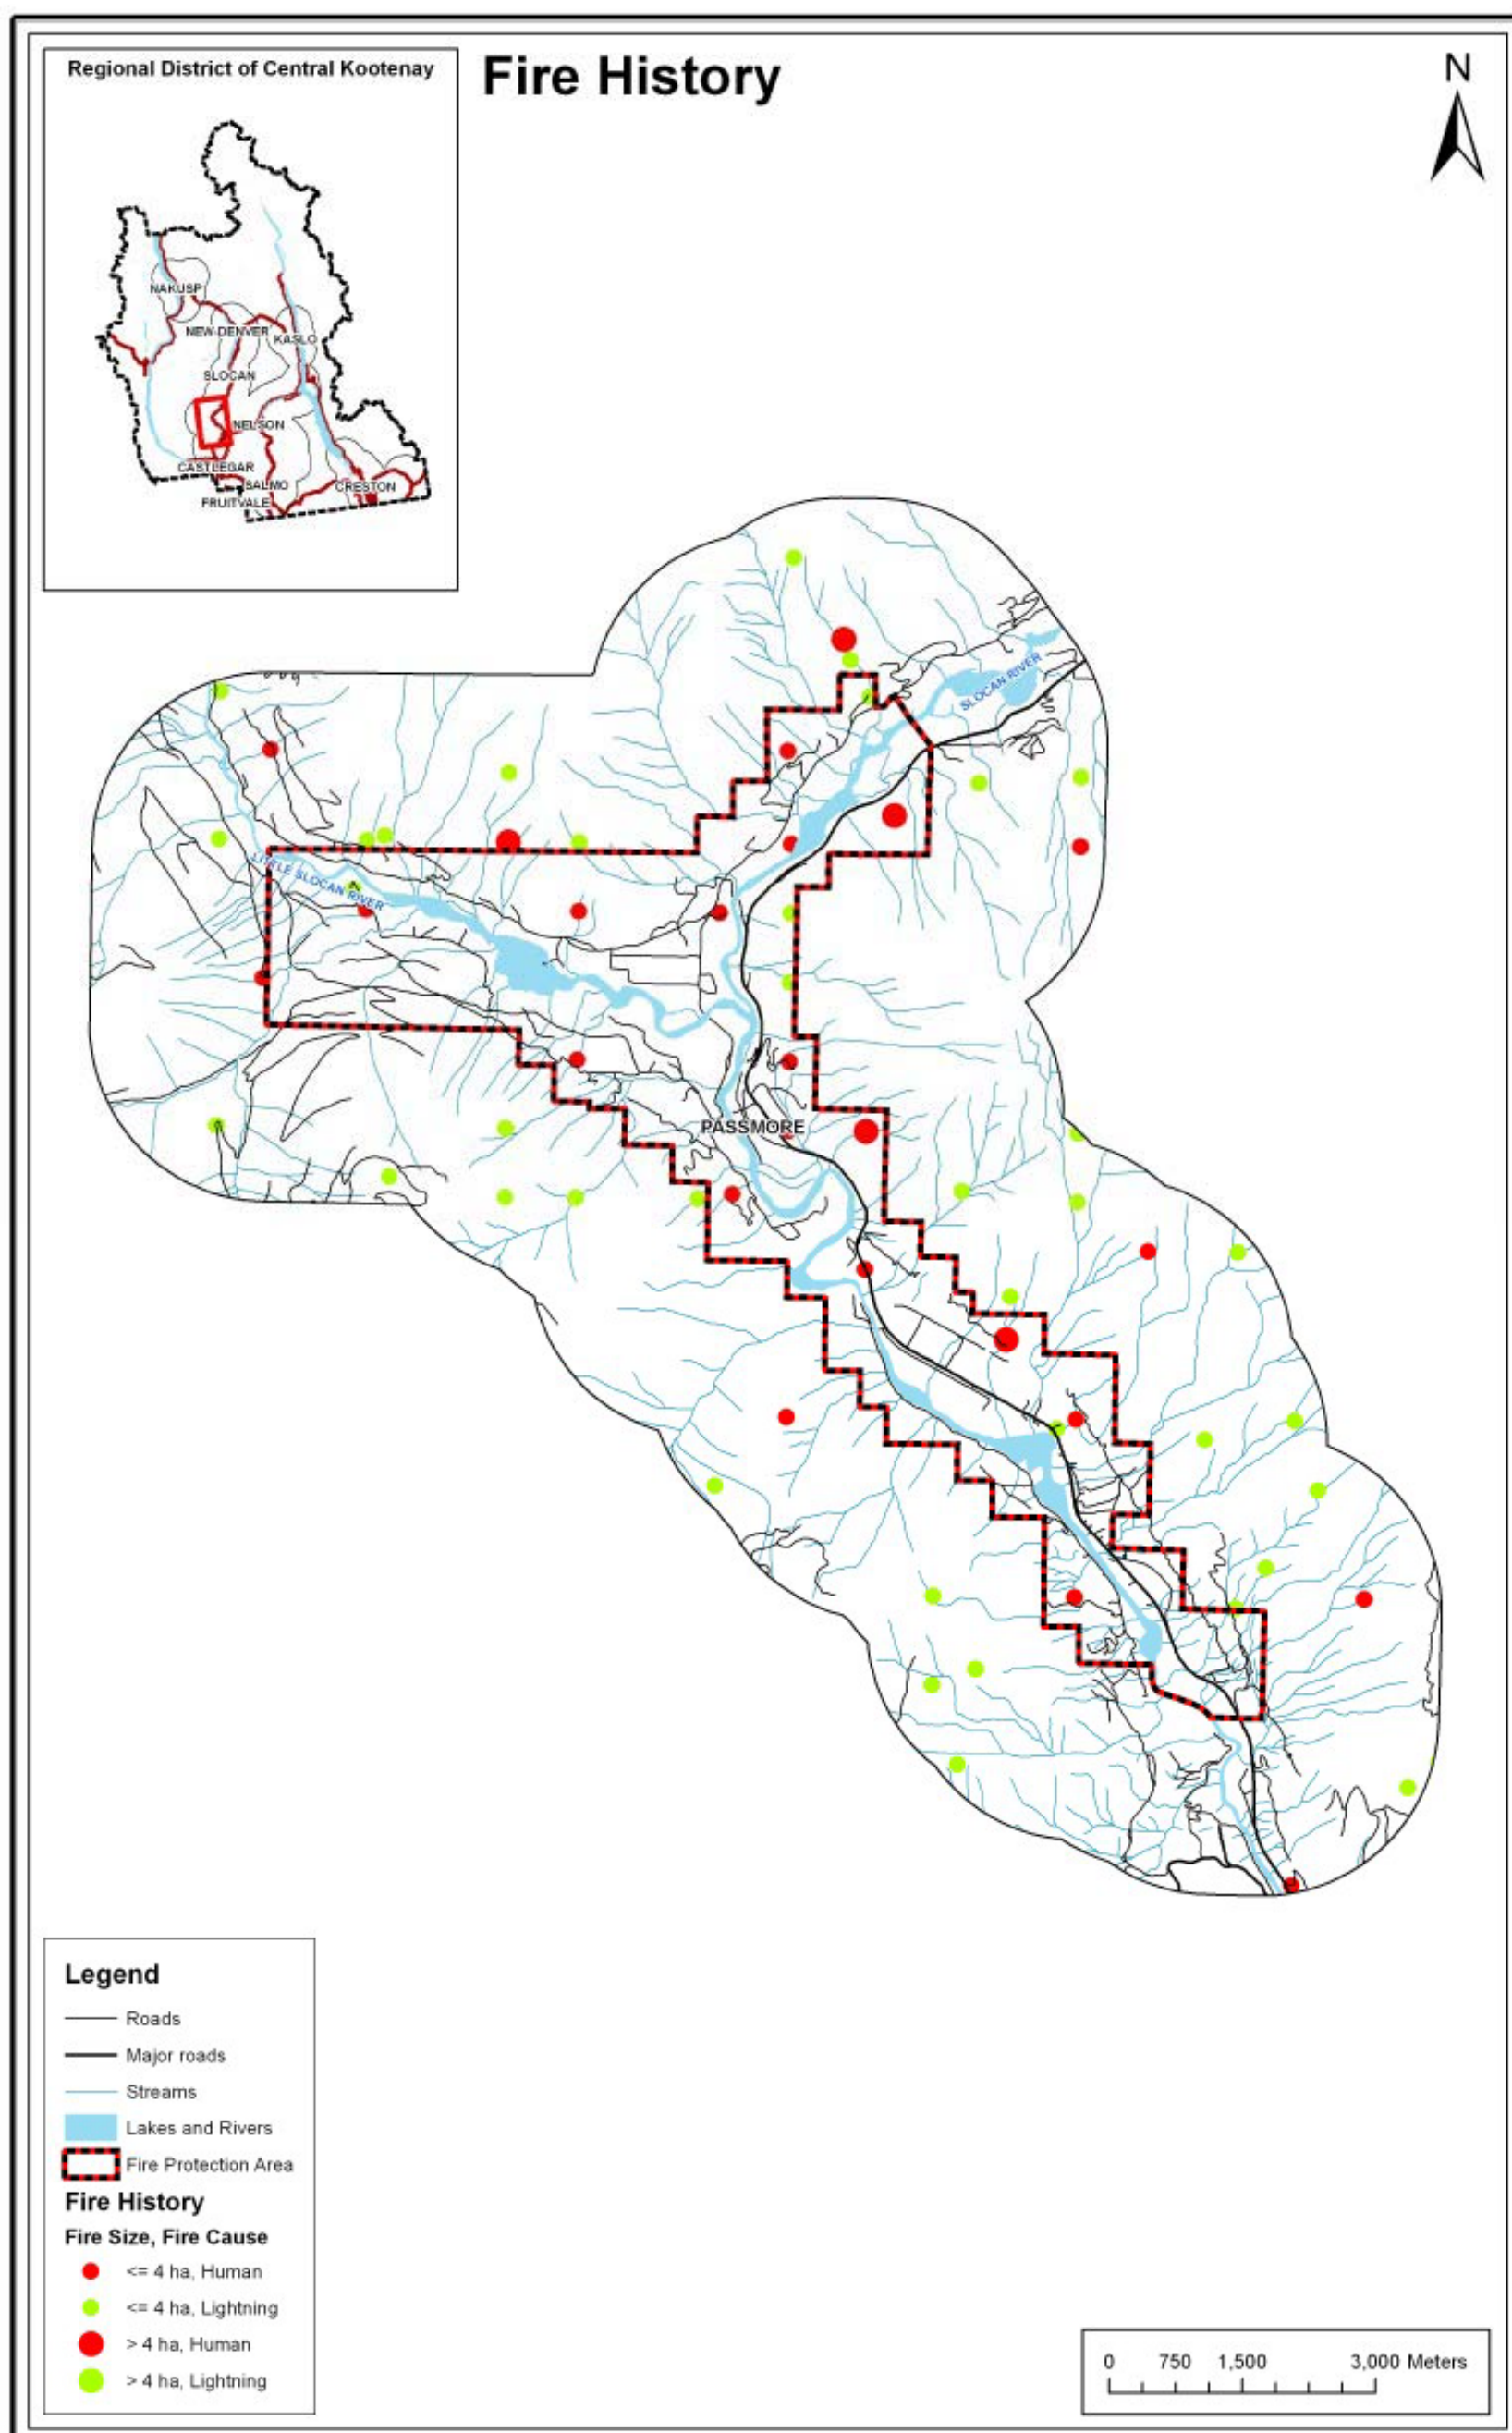 Regional District of Central Kootenay
Fire History
N
NAKUSP
NEW DENVER
KASLO
SLOCAN
NELSON
CASTLEGAR
SALMO
CRESTON
FRUITVALE
SLOCAN RIVER
LITTLE SLOCAN RIVER
PASSMORE
Legend
Roads
Major roads
Streams
Lakes and Rivers
Fire Protection Area
Fire History
Fire Size, Fire Cause
<= 4 ha, Human
<= 4 ha, Lightning
> 4 ha, Human
> 4 ha, Lightning
0 750 1,500 3,000 Meters